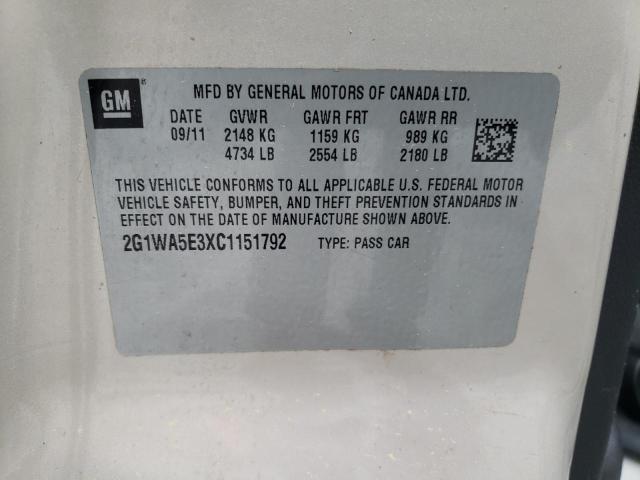 GM®
MFD BY GENERAL MOTORS OF CANADA LTD.
DATE GVWR GAWR FRT GAWR RR
09/11 2148 KG 1159 KG 989 KG
4734 LB 2554 LB 2180 LB
THIS VEHICLE CONFORMS TO ALL APPLICABLE U.S. FEDERAL MOTOR
VEHICLE SAFETY, BUMPER, AND THEFT PREVENTION STANDARDS IN
EFFECT ON THE DATE OF MANUFACTURE SHOWN ABOVE.
2G1WA5E3XC1151792 TYPE: PASS CAR